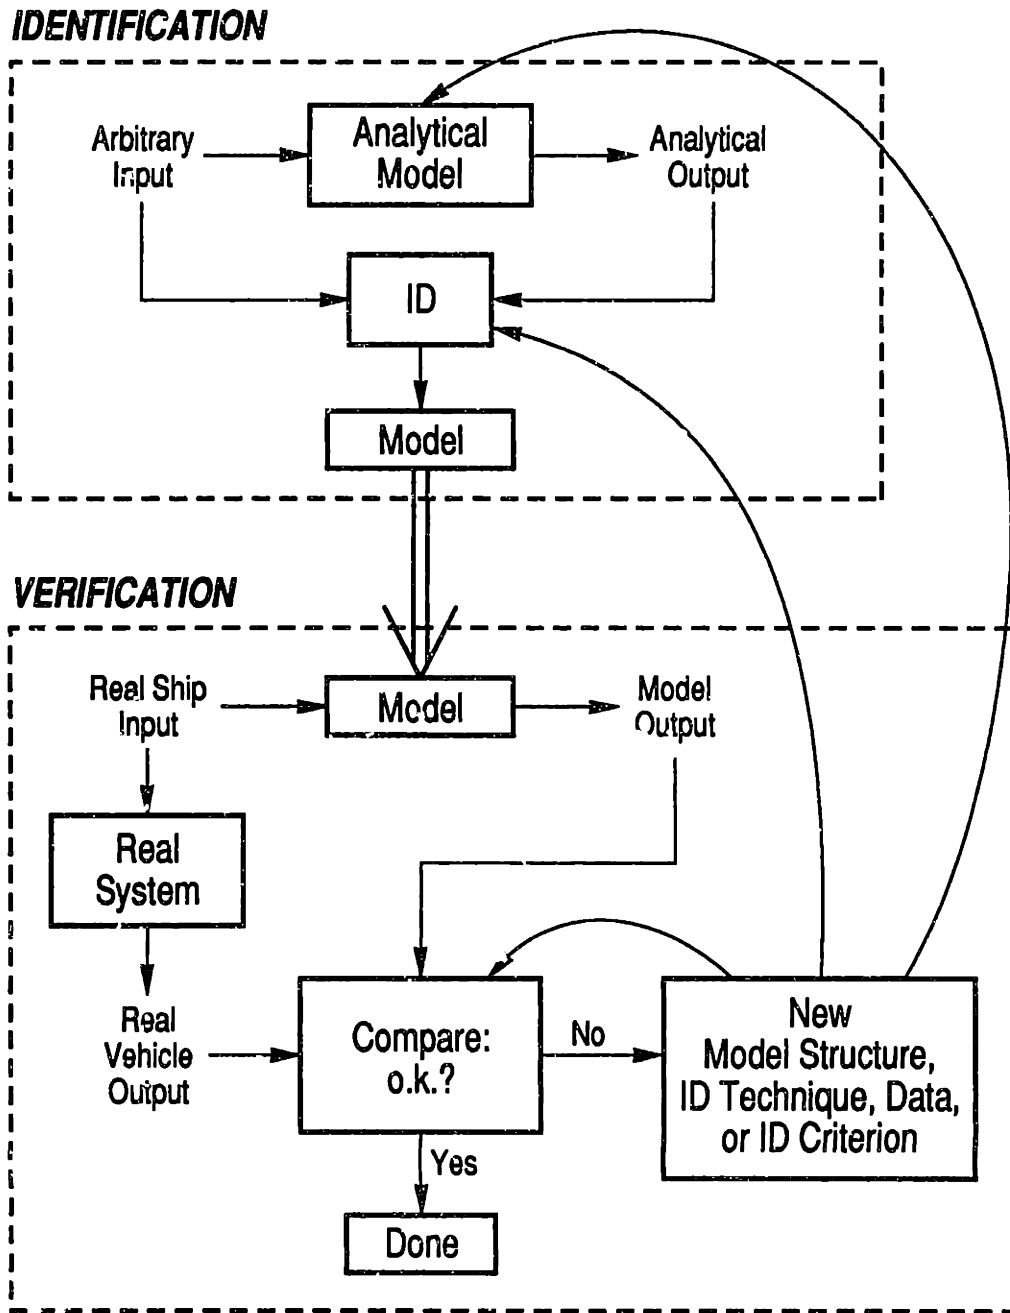 IDENTIFICATION
Arbitrary
Input
Analytical
Model
Analytical
Output
ID
Model
VERIFICATION
Real Ship
Input
Model
Model
Output
Real
System
Real
Vehicle
Output
Compare:
o.k.?
No
New
Model Structure,
ID Technique, Data,
or ID Criterion
Yes
Done